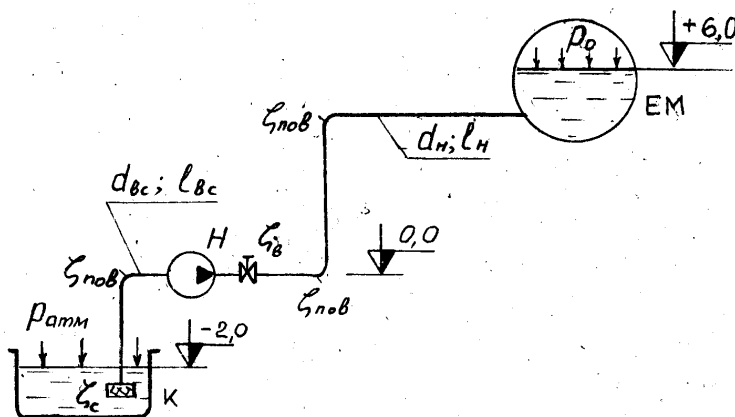 +6,0
p₀
EM
ζпов
dн; lн
dвс; lвс
H
ζв
0,0
ζпов
ζпов
Pатм
-2,0
ζс
K